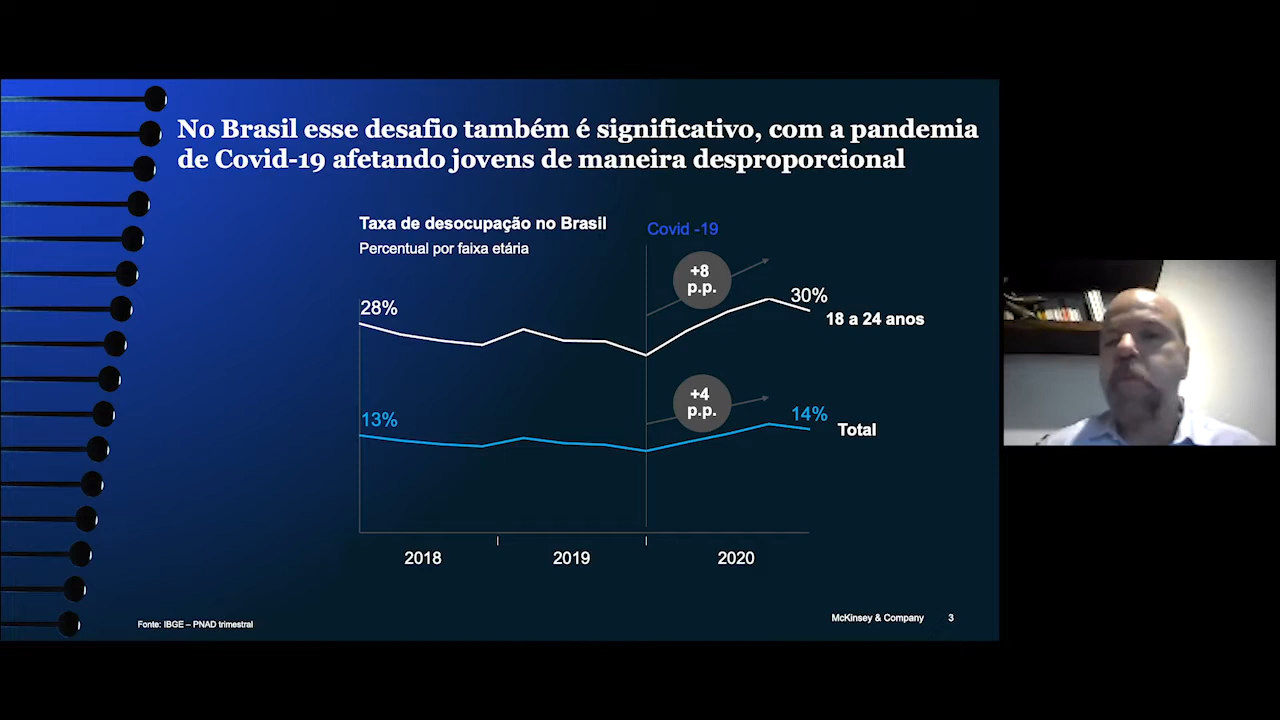 No Brasil esse desafio também é significativo, com a pandemia
de Covid-19 afetando jovens de maneira desproporcional
Taxa de desocupação no Brasil
Percentual por faixa etária
Covid -19
+8
p.p.
28%
30%
18 a 24 anos
+4
p.p.
13%
14%
Total
2018
2019
2020
Fonte: IBGE – PNAD trimestral
McKinsey & Company
3